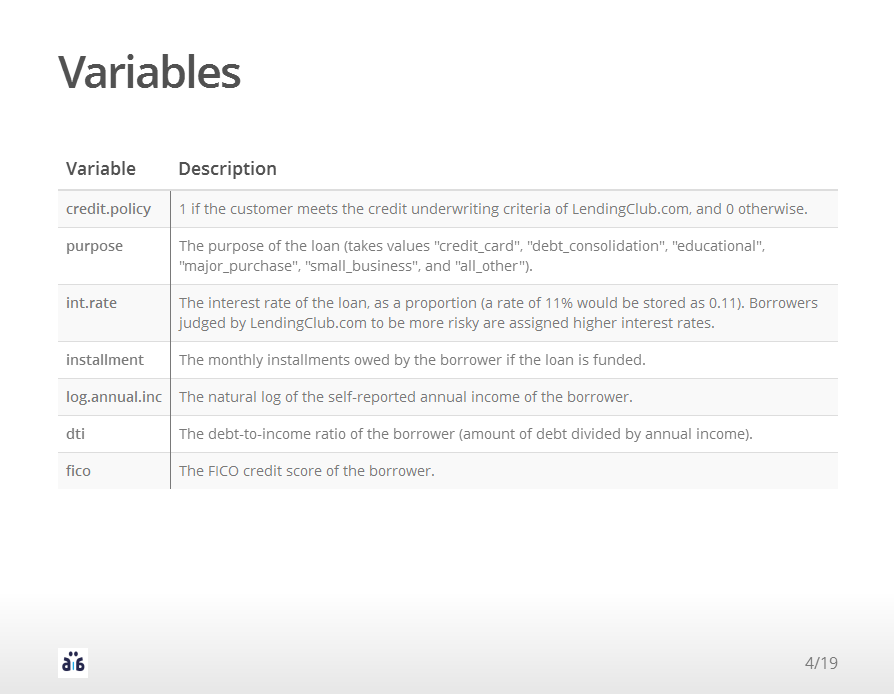 Variables
Variable Description
credit.policy 1 if the customer meets the credit underwriting criteria of LendingClub.com, and 0 otherwise.
purpose The purpose of the loan (takes values "credit_card", "debt_consolidation", "educational",
"major_purchase", "small_business", and "all_other").
int.rate The interest rate of the loan, as a proportion (a rate of 11% would be stored as 0.11). Borrowers
judged by LendingClub.com to be more risky are assigned higher interest rates.
installment The monthly installments owed by the borrower if the loan is funded.
log.annual.inc The natural log of the self-reported annual income of the borrower.
dti The debt-to-income ratio of the borrower (amount of debt divided by annual income).
fico The FICO credit score of the borrower.
4/19